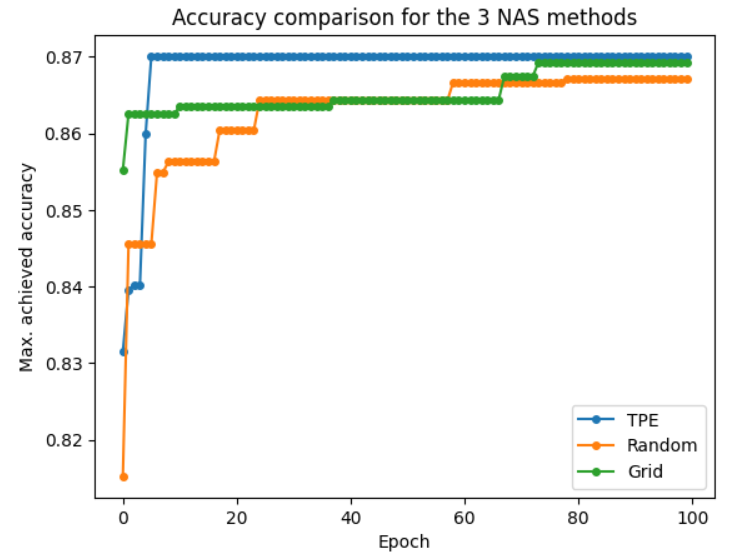 Accuracy comparison for the 3 NAS methods
Max. achieved accuracy
0.87
0.86
0.85
0.84
0.83
0.82
0
20
40
60
80
100
Epoch
TPE
Random
Grid